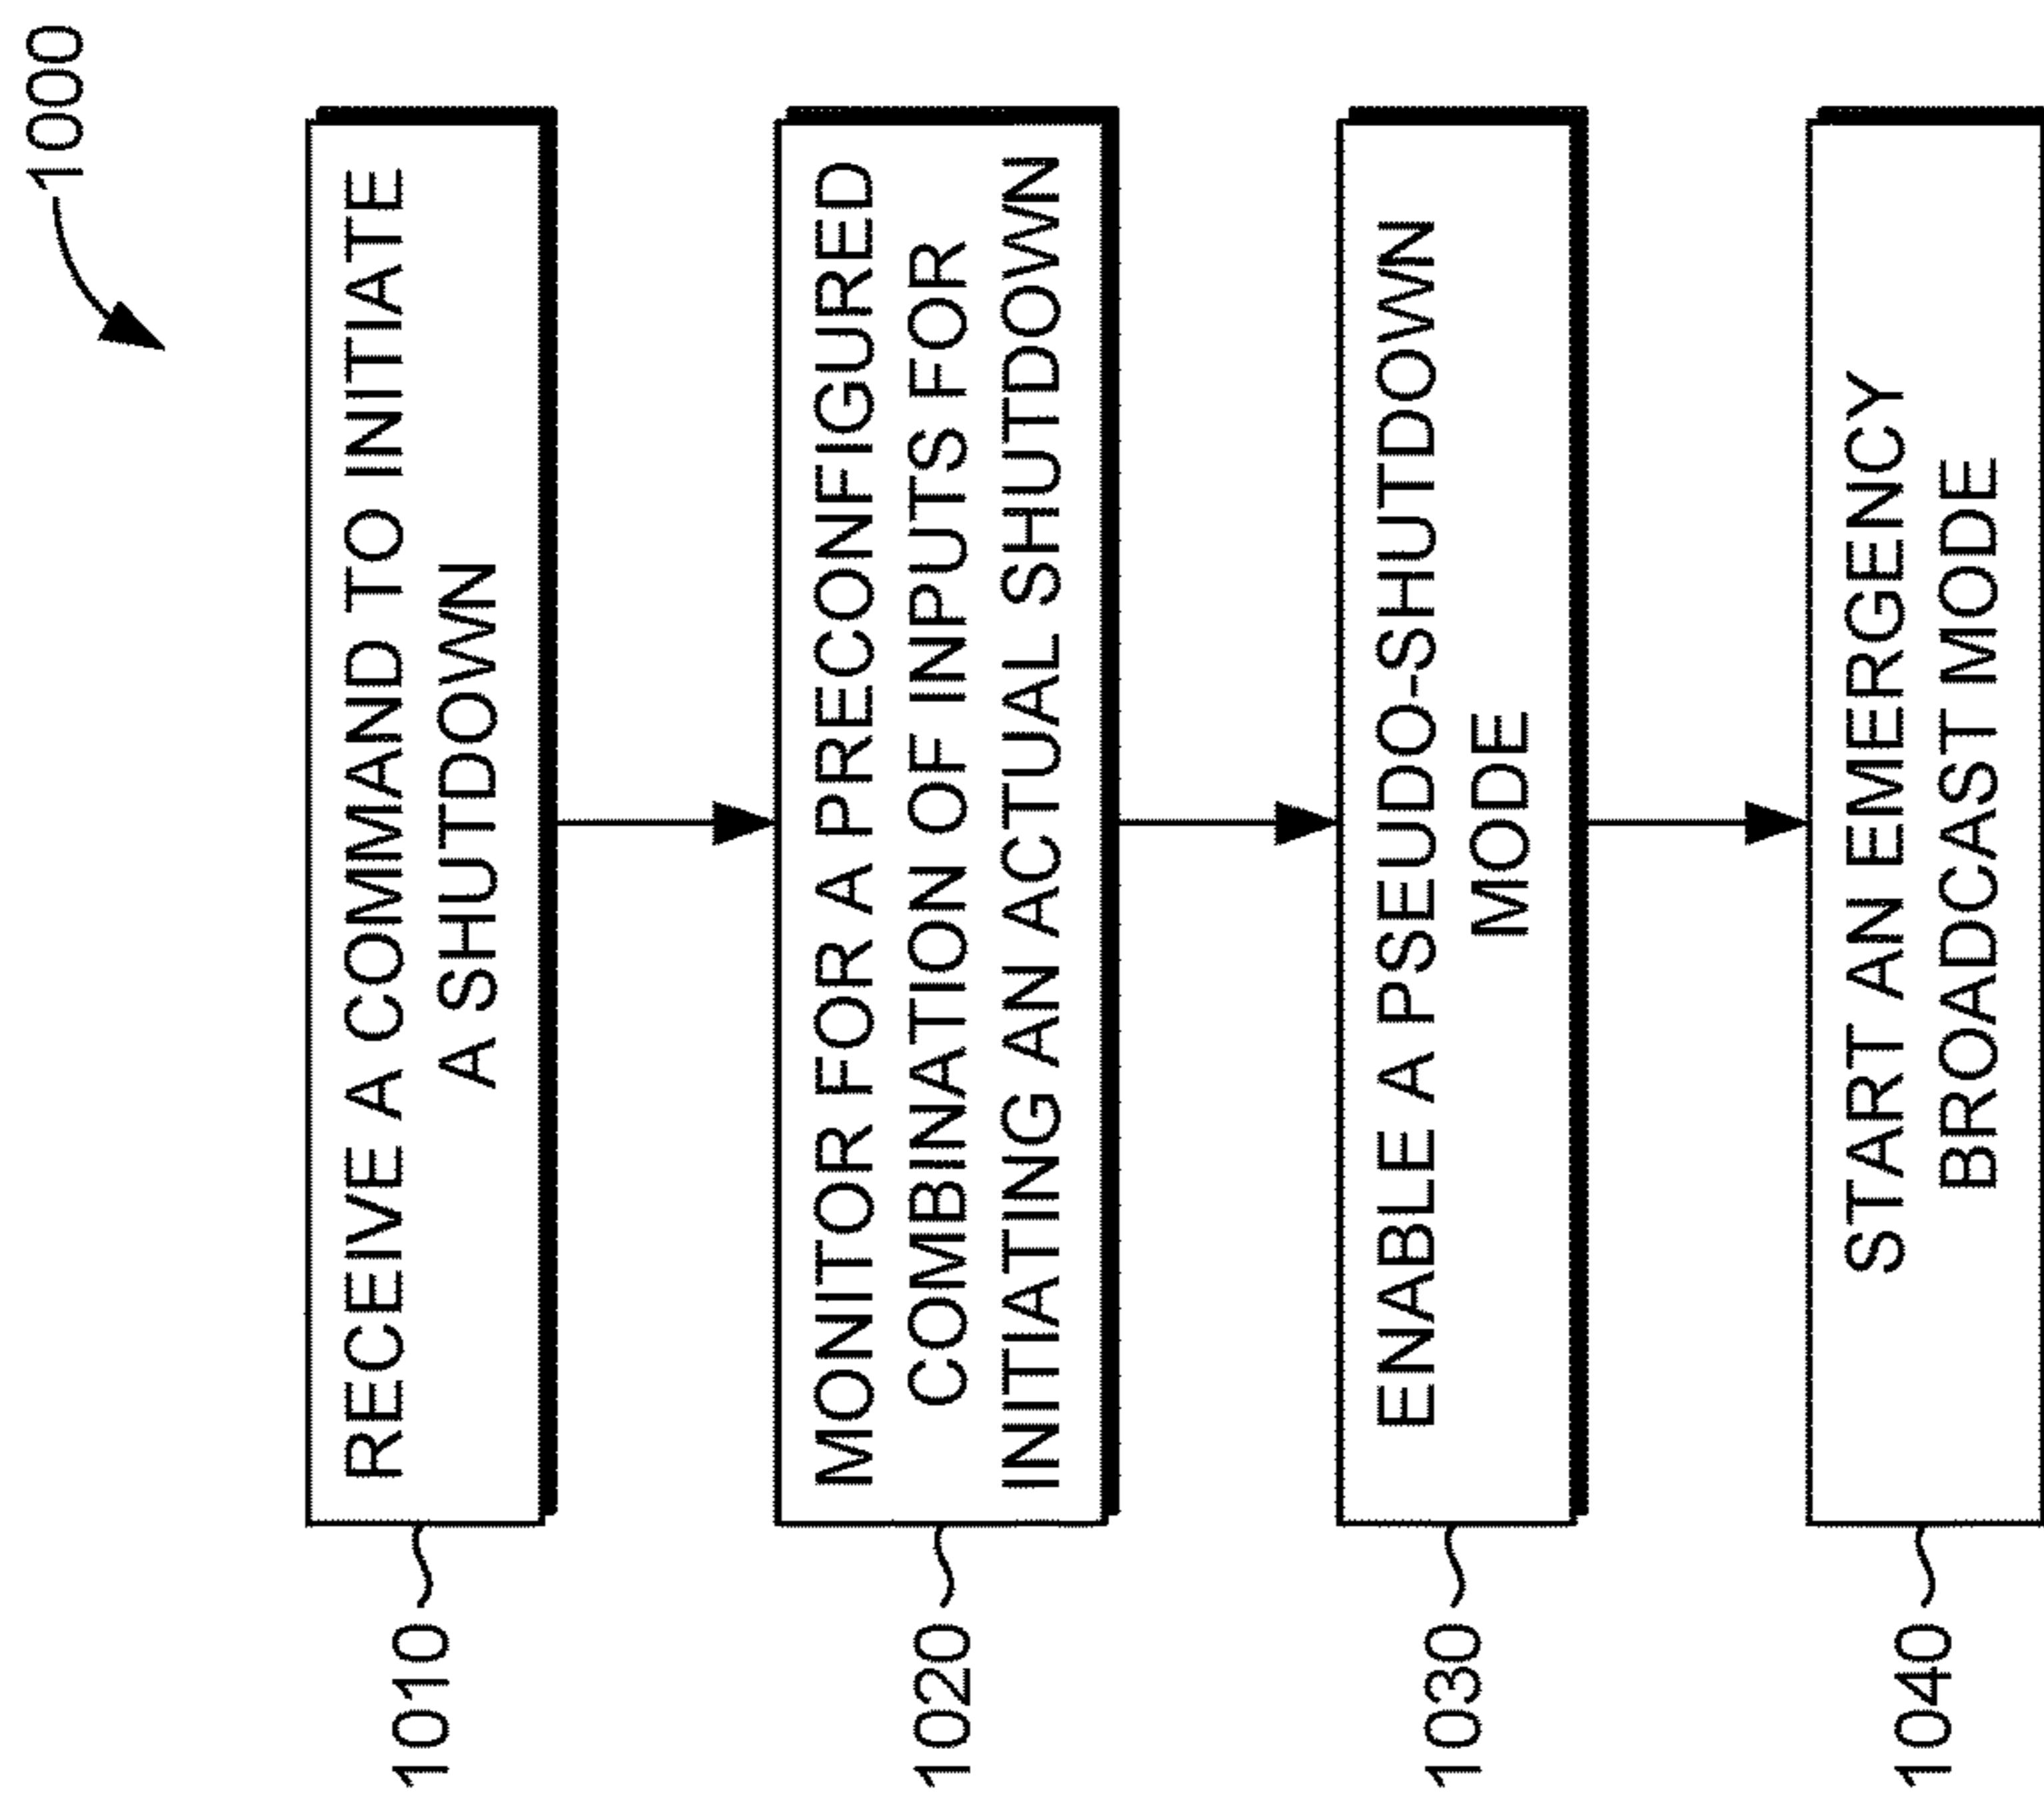 1000
1010
RECEIVE A COMMAND TO INITIATE
A SHUTDOWN
1020
MONITOR FOR A PRECONFIGURED
COMBINATION OF INPUTS FOR
INITIATING AN ACTUAL SHUTDOWN
1030
ENABLE A PSEUDO-SHUTDOWN
MODE
1040
START AN EMERGENCY
BROADCAST MODE